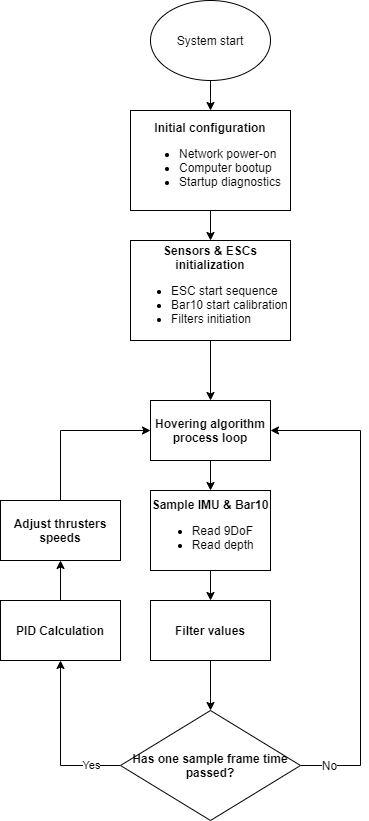 System start
Initial configuration
• Network power-on
• Computer bootup
• Startup diagnostics
Sensors & ESCs
initialization
• ESC start sequence
• Bar10 start calibration
• Filters initiation
Hovering algorithm
process loop
Sample IMU & Bar10
• Read 9DoF
• Read depth
Adjust thrusters
speeds
PID Calculation
Filter values
Has one sample frame time
passed?
Yes
No